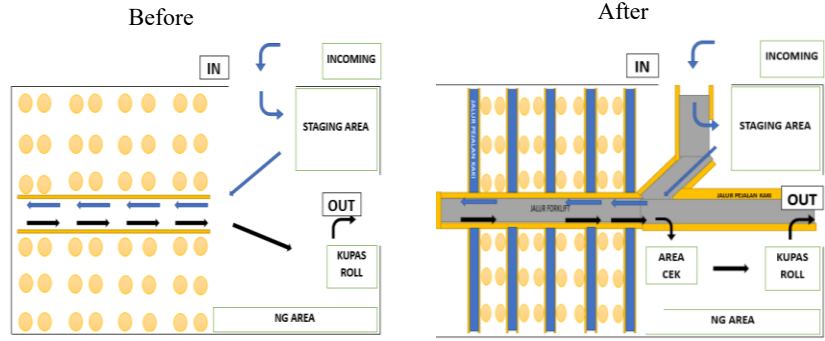 Before
IN
INCOMING
STAGING AREA
OUT
KUPAS
ROLL
NG AREA
After
IN
INCOMING
STAGING AREA
JALUR PEJALAN KAKI
JALUR PEJALAN KAKI
OUT
JALUR FORKLIFT
AREA
CEK
KUPAS
ROLL
NG AREA